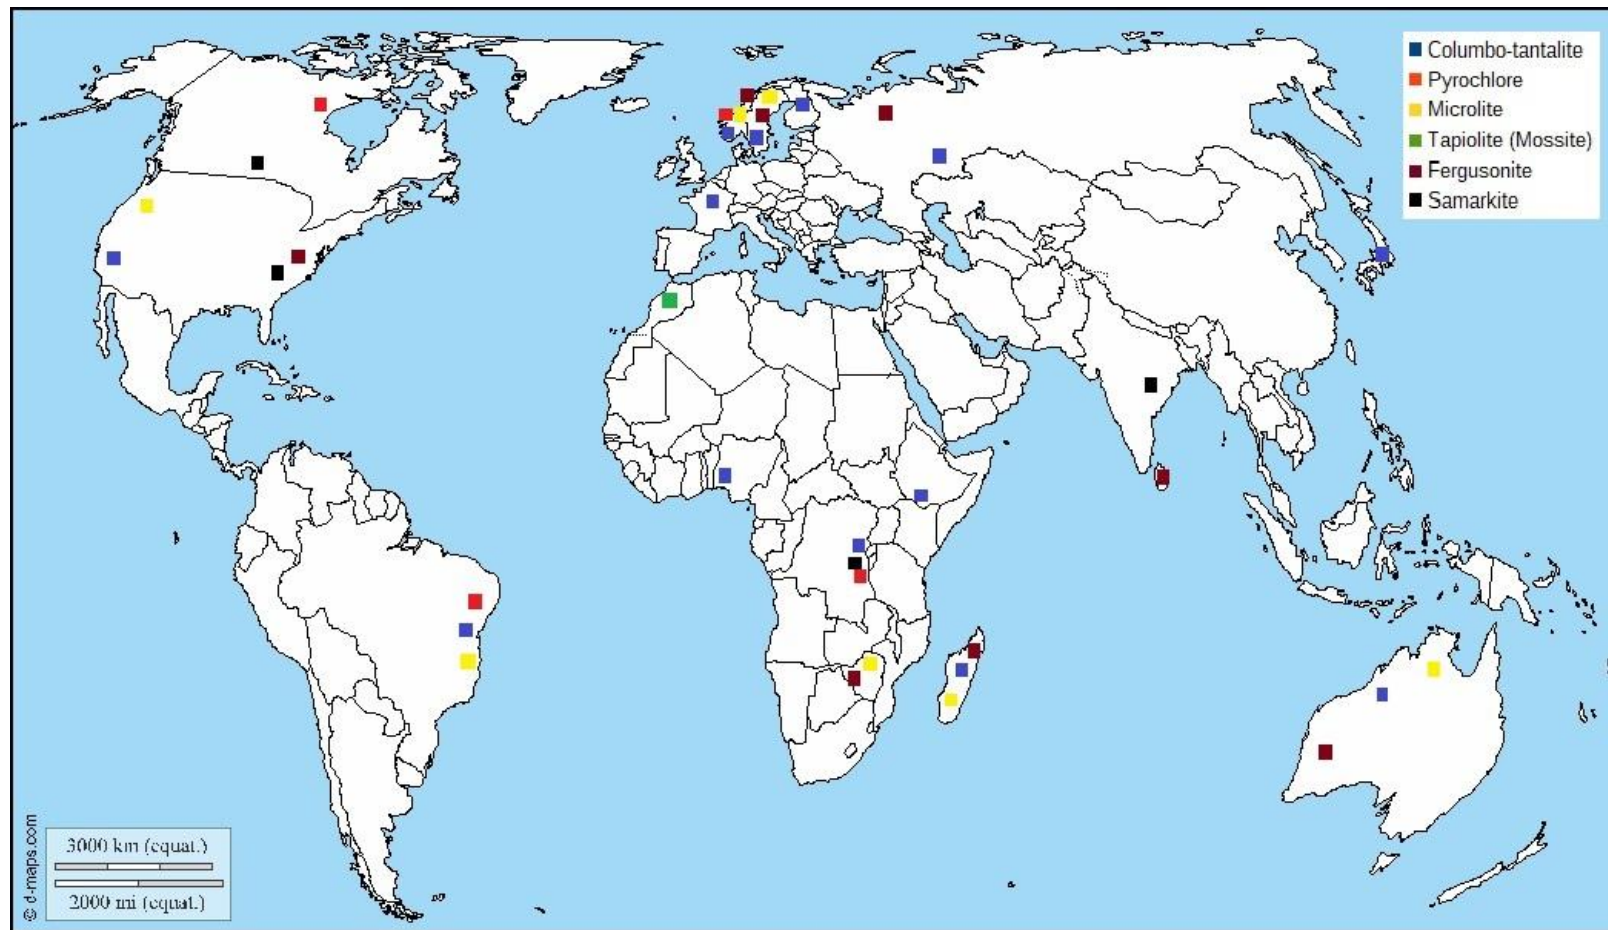 Columbo-tantalite
Pyrochlore
Microlite
Tapiolite (Mossite)
Fergusonite
Samarkite
3000 km (equat.)
2000 mi (equat.)
© d-maps.com